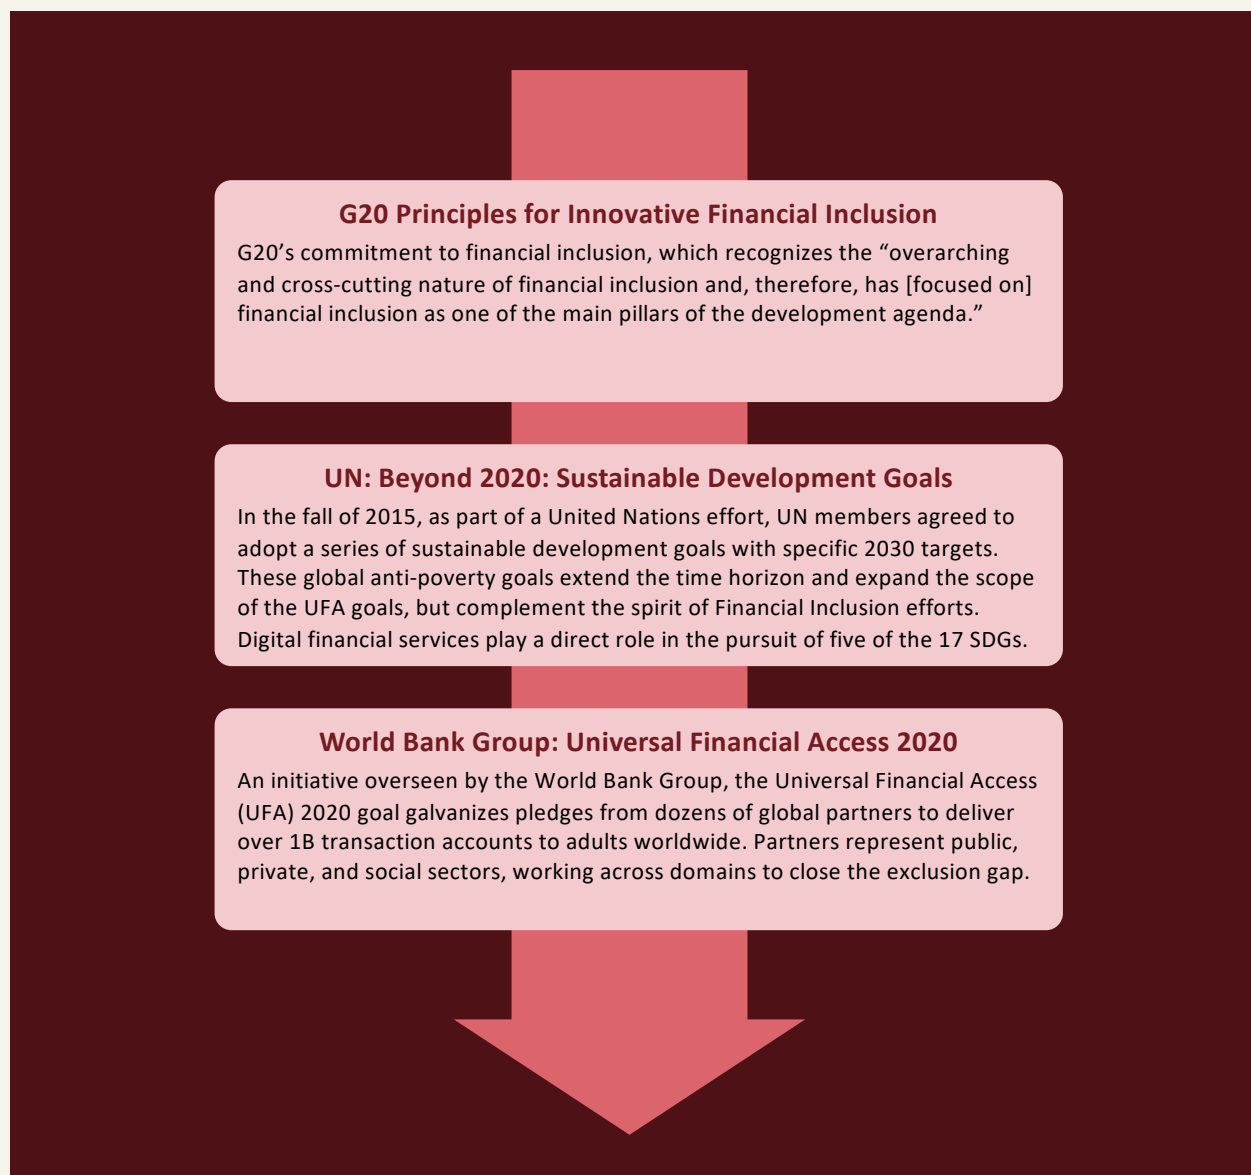 G20 Principles for Innovative Financial Inclusion
G20’s commitment to financial inclusion, which recognizes the “overarching
and cross-cutting nature of financial inclusion and, therefore, has [focused on]
financial inclusion as one of the main pillars of the development agenda.”
UN: Beyond 2020: Sustainable Development Goals
In the fall of 2015, as part of a United Nations effort, UN members agreed to
adopt a series of sustainable development goals with specific 2030 targets.
These global anti-poverty goals extend the time horizon and expand the scope
of the UFA goals, but complement the spirit of Financial Inclusion efforts.
Digital financial services play a direct role in the pursuit of five of the 17 SDGs.
World Bank Group: Universal Financial Access 2020
An initiative overseen by the World Bank Group, the Universal Financial Access
(UFA) 2020 goal galvanizes pledges from dozens of global partners to deliver
over 1B transaction accounts to adults worldwide. Partners represent public,
private, and social sectors, working across domains to close the exclusion gap.